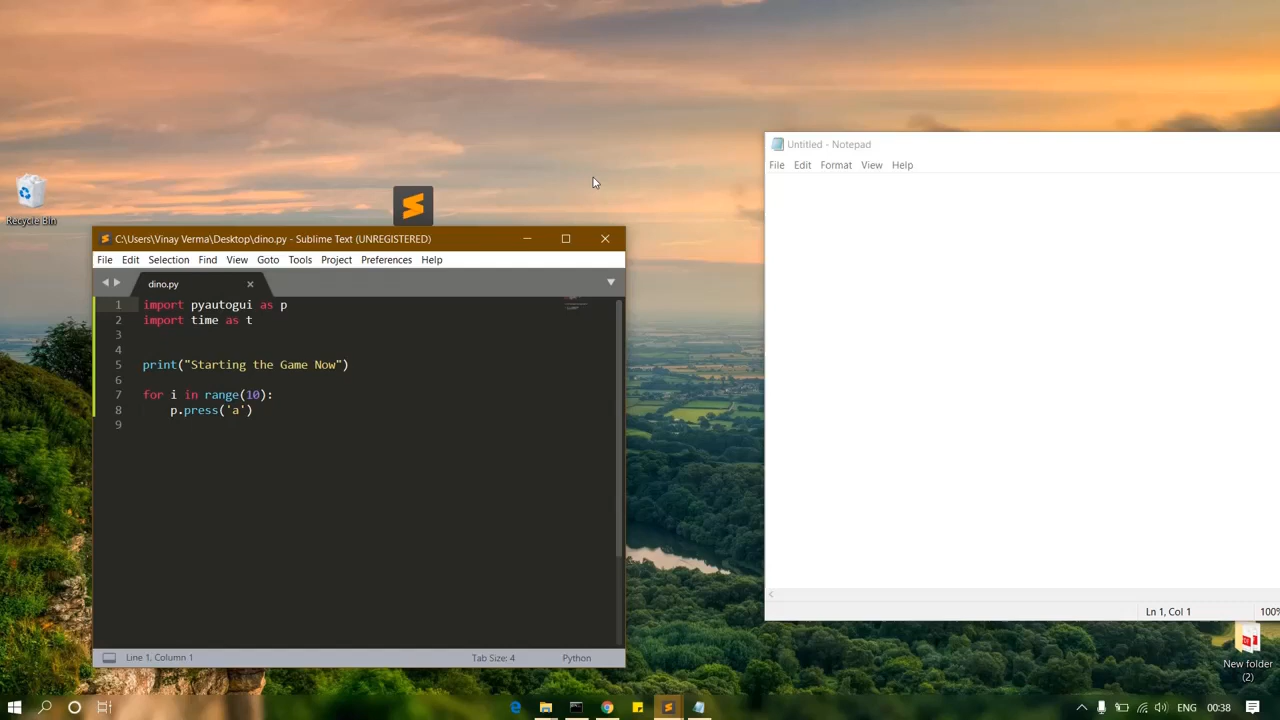 Recycle Bin
C:\Users\Vinay Verma\Desktop\dino.py - Sublime Text (UNREGISTERED)
File Edit Selection Find View Goto Tools Project Preferences Help
dino.py
1 import pyautogui as p
2 import time as t
3
4
5 print("Starting the Game Now")
6
7 for i in range(10):
8 p.press('a')
9
Line 1, Column 1 Tab Size: 4 Python
Untitled - Notepad
File Edit Format View Help
Ln 1, Col 1 100%
New folder
(2)
ENG 00:38